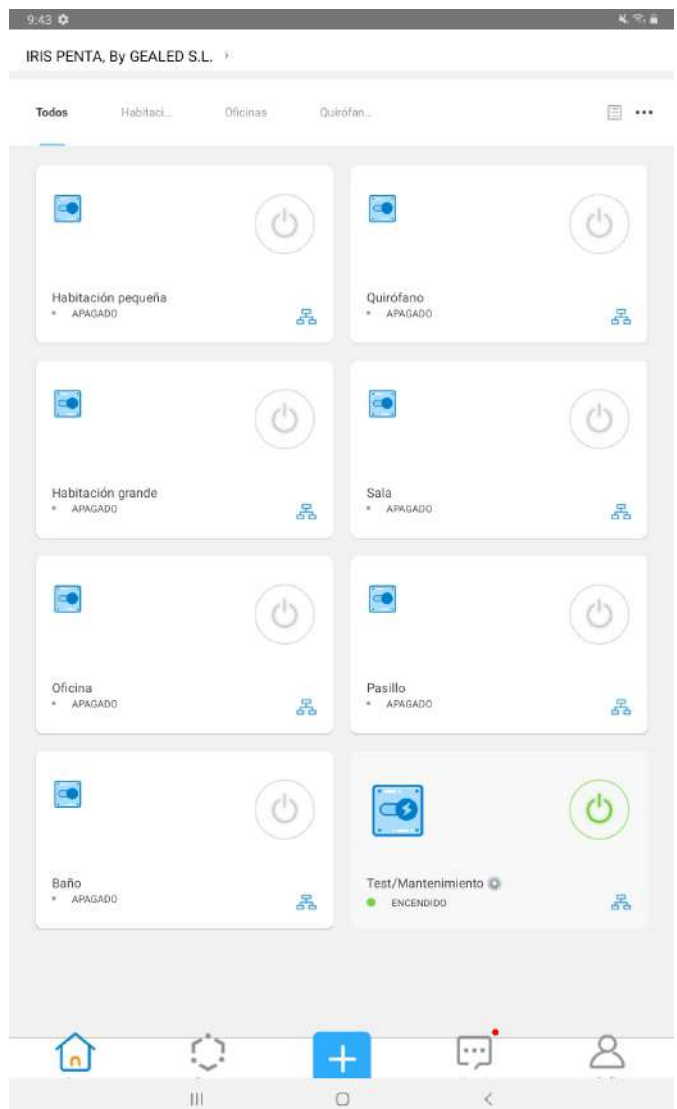 9:43
IRIS PENTA, By GEALED S.L.
Todos Habitaci... Oficinas Quirófan...
Habitación pequeña
APAGADO
Quirófano
APAGADO
Habitación grande
APAGADO
Sala
APAGADO
Oficina
APAGADO
Pasillo
APAGADO
Baño
APAGADO
Test/Mantenimiento
ENCENDIDO